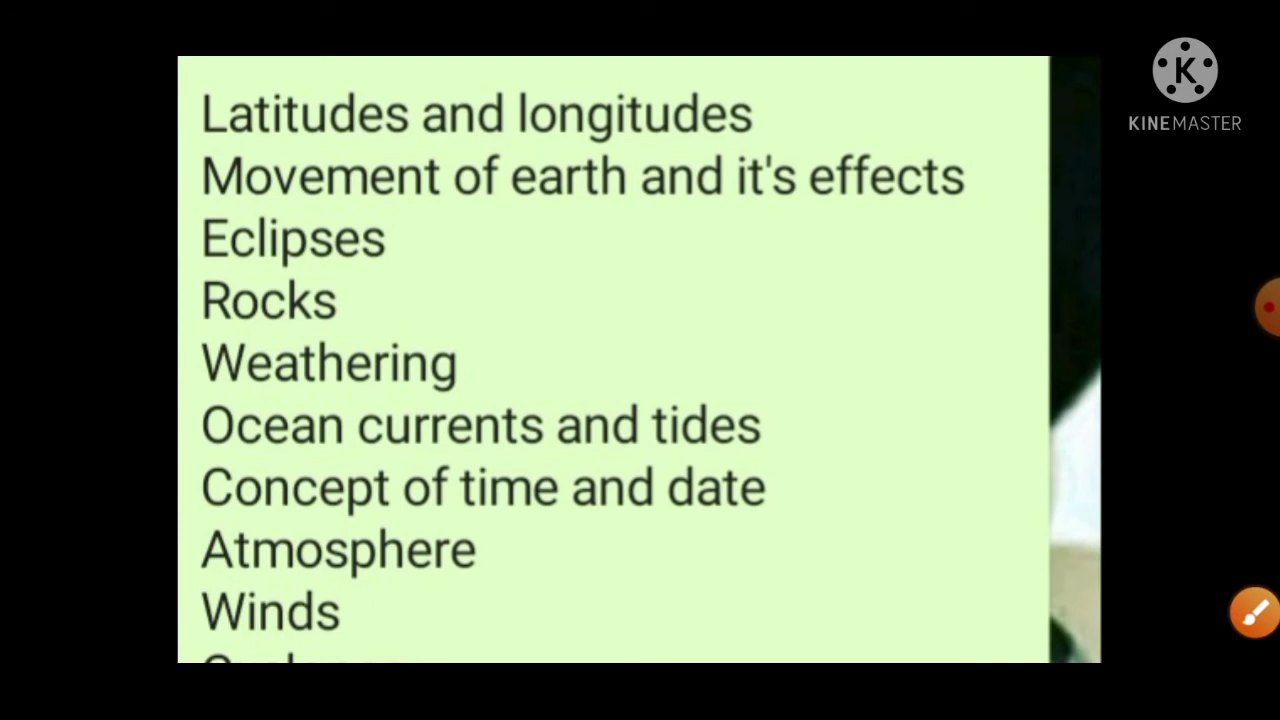 Latitudes and longitudes
Movement of earth and it's effects
Eclipses
Rocks
Weathering
Ocean currents and tides
Concept of time and date
Atmosphere
Winds
K
KINEMASTER